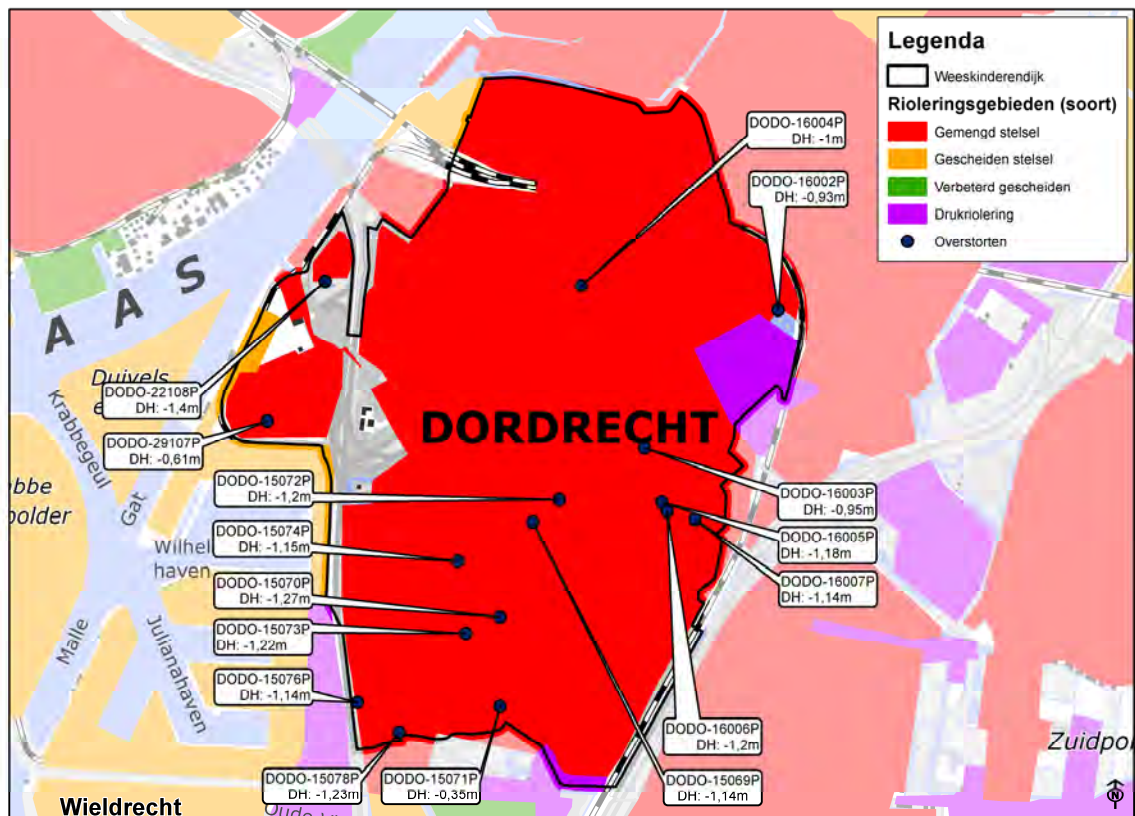 Legenda
Weeskinderendijk
Rioleringsgebieden (soort)
Gemengd stelsel
Gescheiden stelsel
Verbeterd gescheiden
Drukriolering
Overstorten
DODO-16004P
DH: -1m
DODO-16002P
DH: -0,93m
A A S
Duivels
e
DODO-22108P
DH: -1,4m
Krabbegeul
DODO-29107P
DH: -0,61m
DORDRECHT
DODO-15072P
DH: -1,2m
DODO-16003P
DH: -0,95m
bbe
polder
Gat
DODO-15074P
DH: -1,15m
DODO-16005P
DH: -1,18m
Wilhel
haven
DODO-15070P
DH: -1,27m
DODO-16007P
DH: -1,14m
DODO-15073P
DH: -1,22m
Malle
Julianahaven
DODO-15076P
DH: -1,14m
DODO-16006P
DH: -1,2m
Zuidpol
DODO-15078P
DH: -1,23m
DODO-15071P
DH: -0,35m
DODO-15069P
DH: -1,14m
Wieldrecht
N